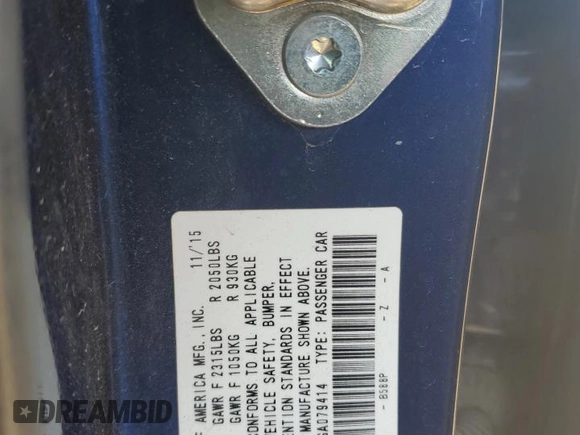 F AMERICA MFG., INC. 11/'15
GAWR F 2315LBS R 2050LBS
GAWR F 1050KG R 930KG
CONFORMS TO ALL APPLICABLE
VEHICLE SAFETY, BUMPER,
ENTION STANDARDS IN EFFECT
MANUFACTURE SHOWN ABOVE.
GA079414 TYPE: PASSENGER CAR
- B588P - Z - A
DREAMBID